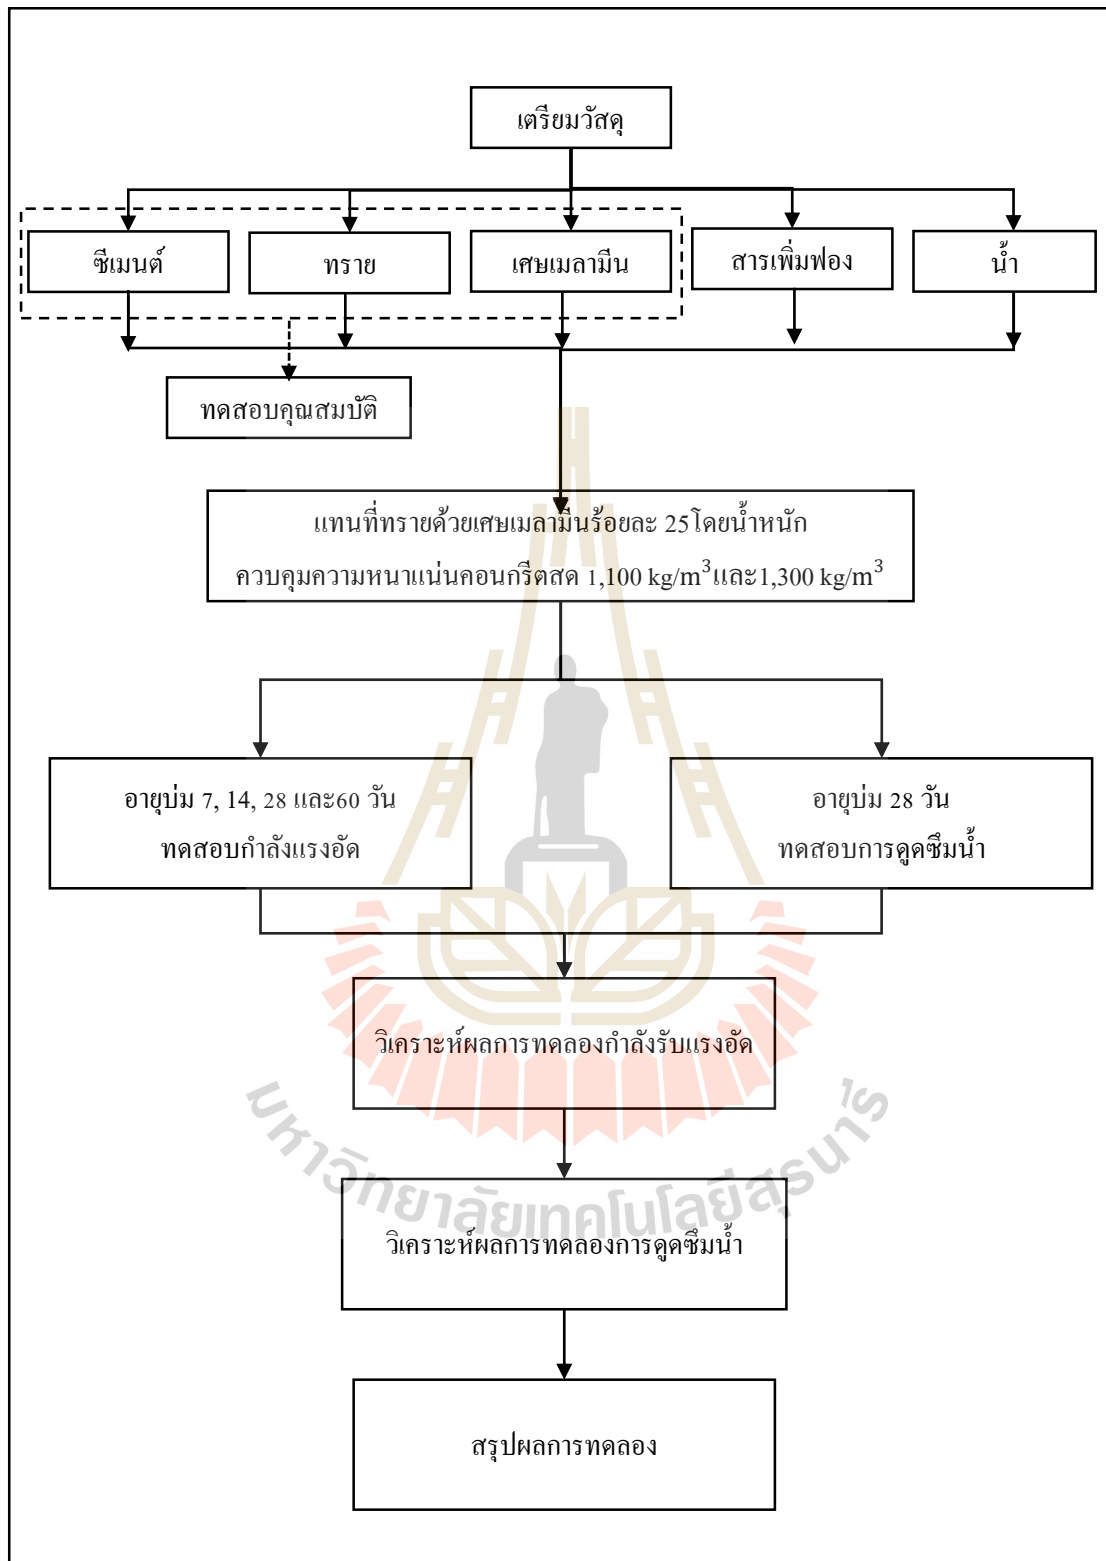 เตรียมวัสดุ
ซีเมนต์
ทราย
เศษเมลามีน
สารเพิ่มฟอง
น้ำ
ทดสอบคุณสมบัติ
แทนที่ทรายด้วยเศษเมลามีนร้อยละ 25โดยน้ำหนัก
ควบคุมความหนาแน่นคอนกรีตสด 1,100 kg/m³และ1,300 kg/m³
อายุบ่ม 7, 14, 28 และ60 วัน
ทดสอบกำลังแรงอัด
อายุบ่ม 28 วัน
ทดสอบการดูดซึมน้ำ
วิเคราะห์ผลการทดลองกำลังรับแรงอัด
มหาวิทยาลัยเทคโนโลยีสุรนารี
วิเคราะห์ผลการทดลองการดูดซึมน้ำ
สรุปผลการทดลอง